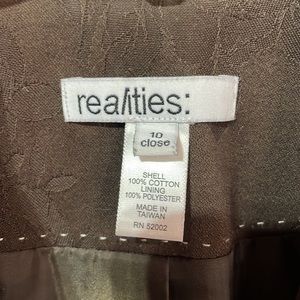 realities:
10
close
SHELL
100% COTTON
LINING
100% POLYESTER
MADE IN
TAIWAN
RN 52002